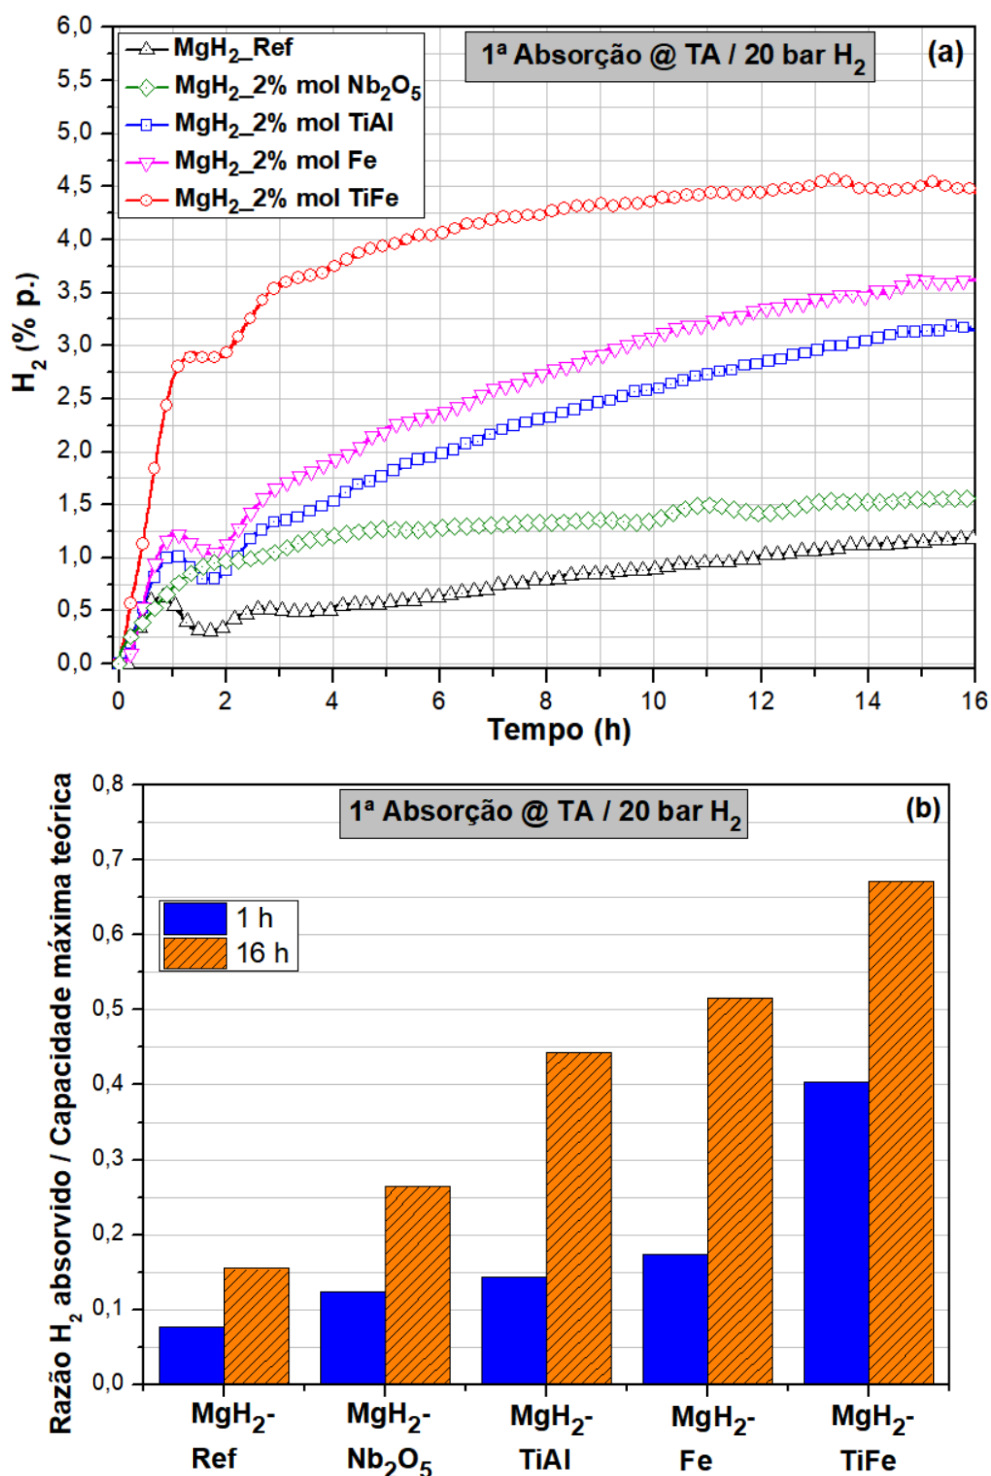 6,0
5,5
5,0
4,5
4,0
3,5
3,0
2,5
2,0
1,5
1,0
0,5
0,0
H₂ (% p.)
MgH₂_Ref
MgH₂_2% mol Nb₂O₅
MgH₂_2% mol TiAl
MgH₂_2% mol Fe
MgH₂_2% mol TiFe
1ª Absorção @ TA / 20 bar H₂
(a)
0 2 4 6 8 10 12 14 16
Tempo (h)
0,8
0,7
0,6
0,5
0,4
0,3
0,2
0,1
0,0
Razão H₂ absorvido / Capacidade máxima teórica
1ª Absorção @ TA / 20 bar H₂
(b)
1 h
16 h
MgH₂- MgH₂- MgH₂- MgH₂- MgH₂-
Ref Nb₂O₅ TiAl Fe TiFe